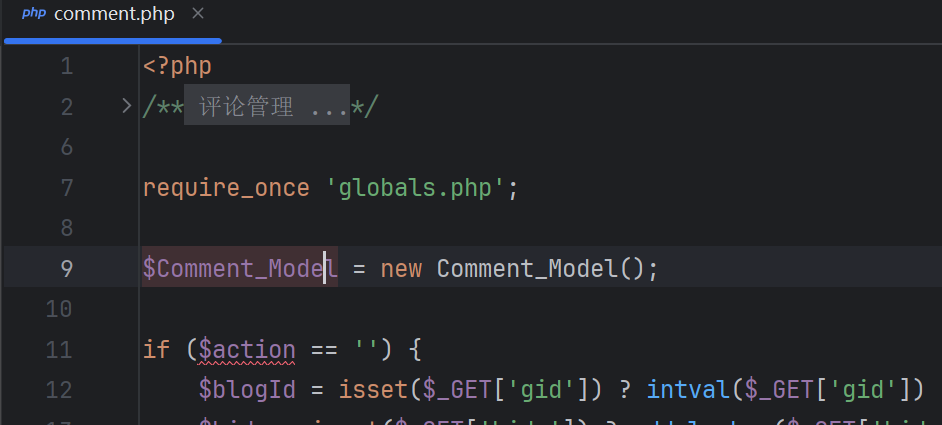 php comment.php ×
1 <?php
2 /** 评论管理 ...*/
6
7 require_once 'globals.php';
8
9 $Comment_Model = new Comment_Model();
10
11 if ($action == '') {
12 $blogId = isset($_GET['gid']) ? intval($_GET['gid'])